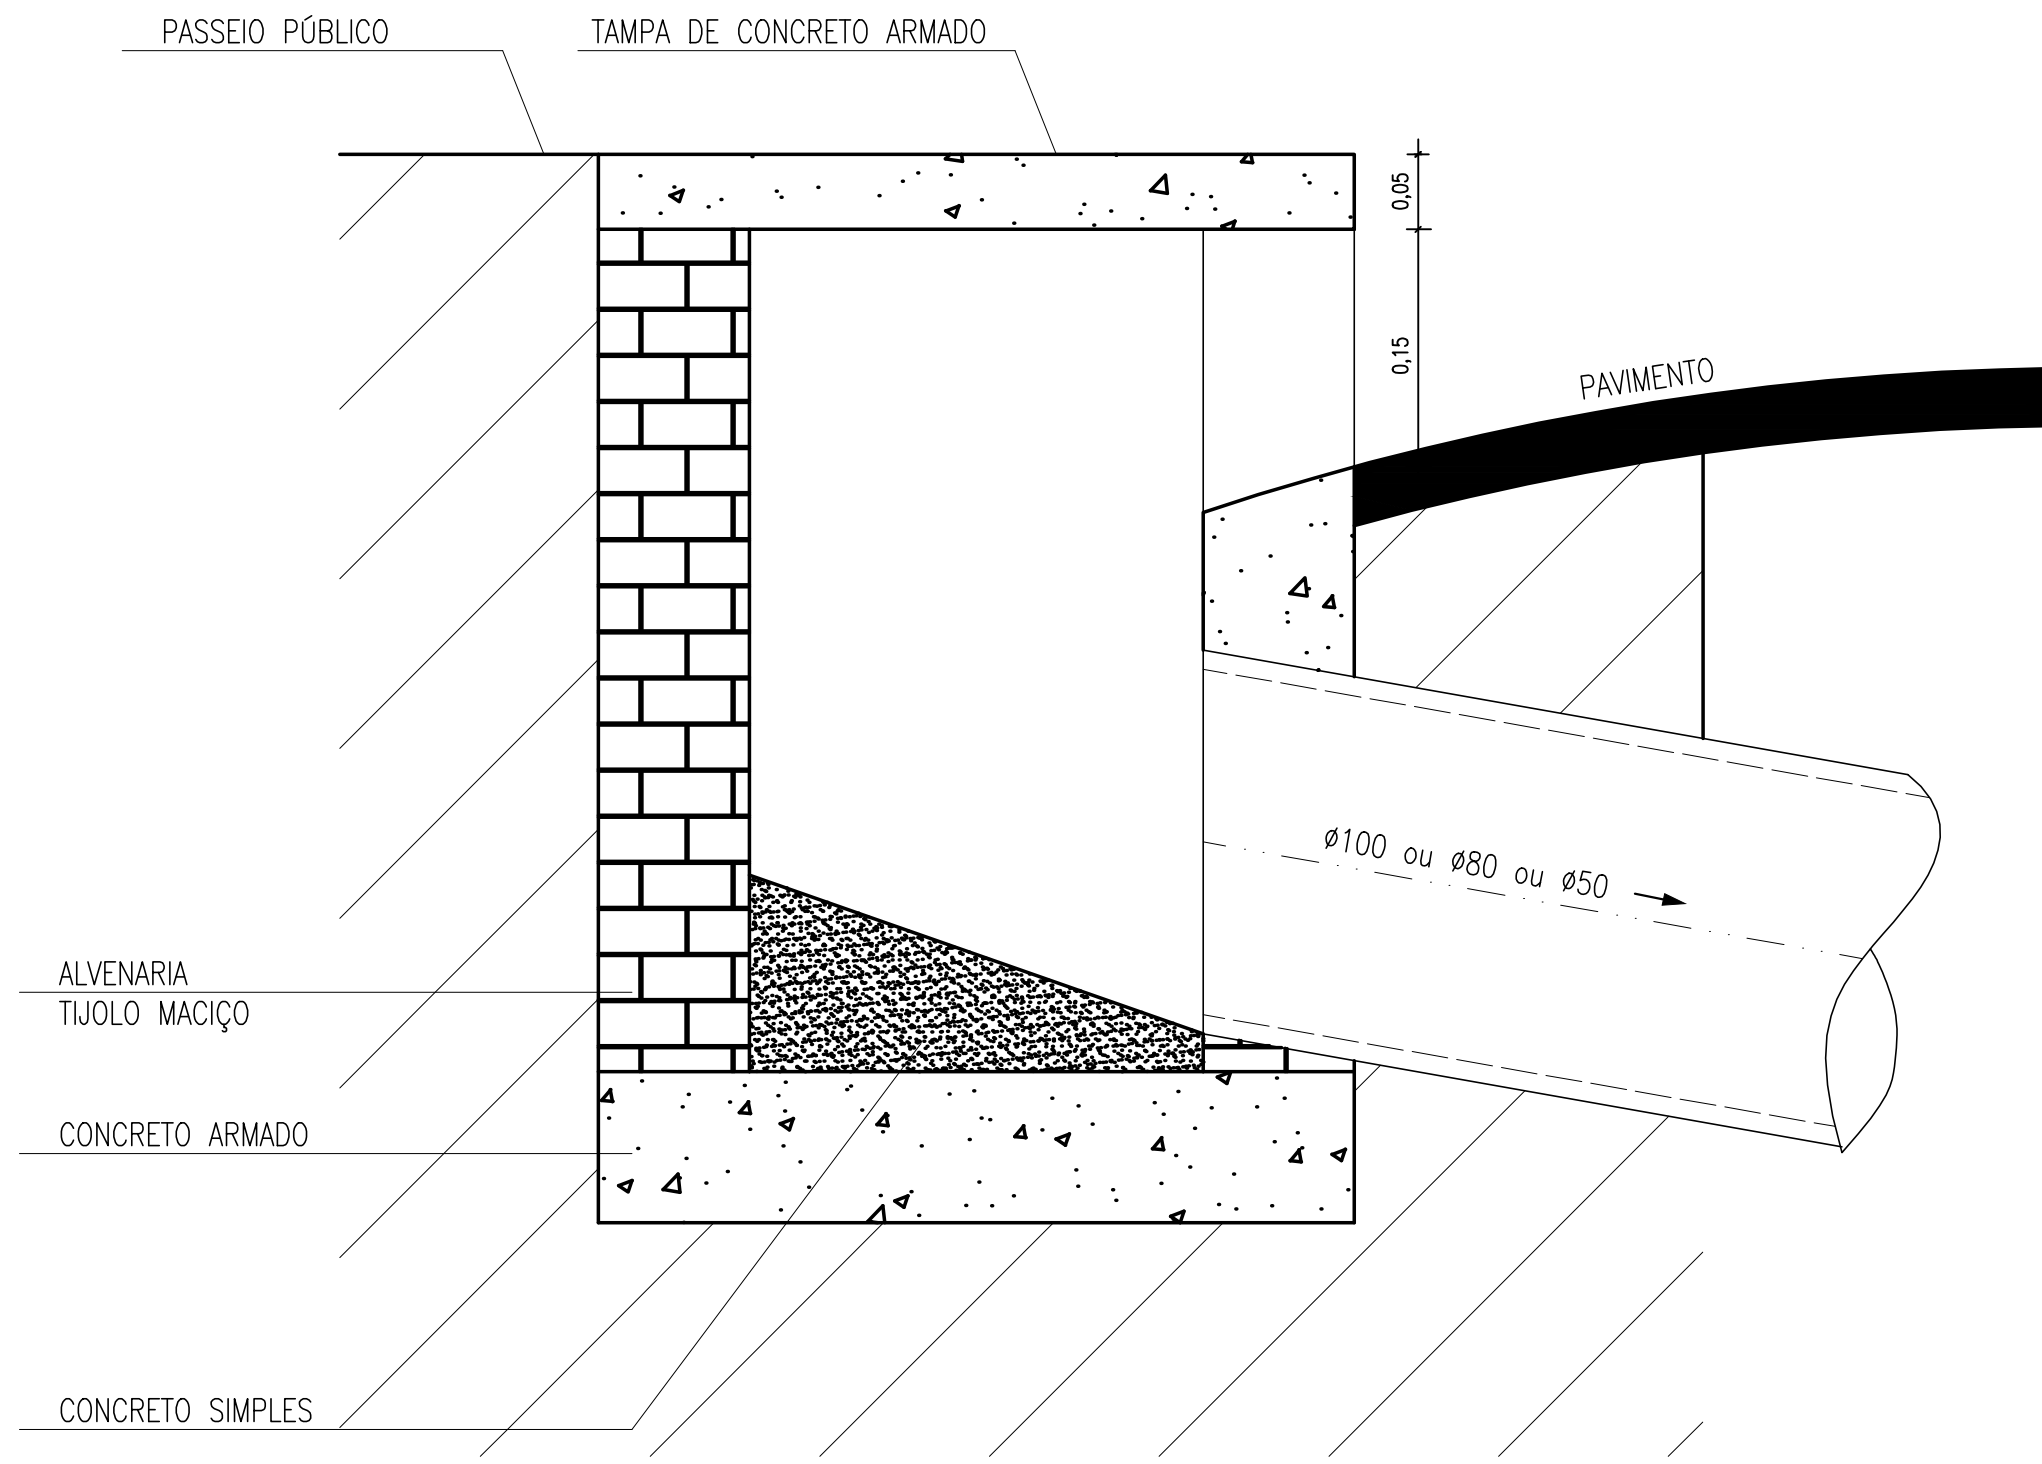 PASSEIO PÚBLICO
TAMPA DE CONCRETO ARMADO
0,05
0,15
PAVIMENTO
ø100 ou ø80 ou ø50
ALVENARIA
TIJOLO MACIÇO
CONCRETO ARMADO
CONCRETO SIMPLES